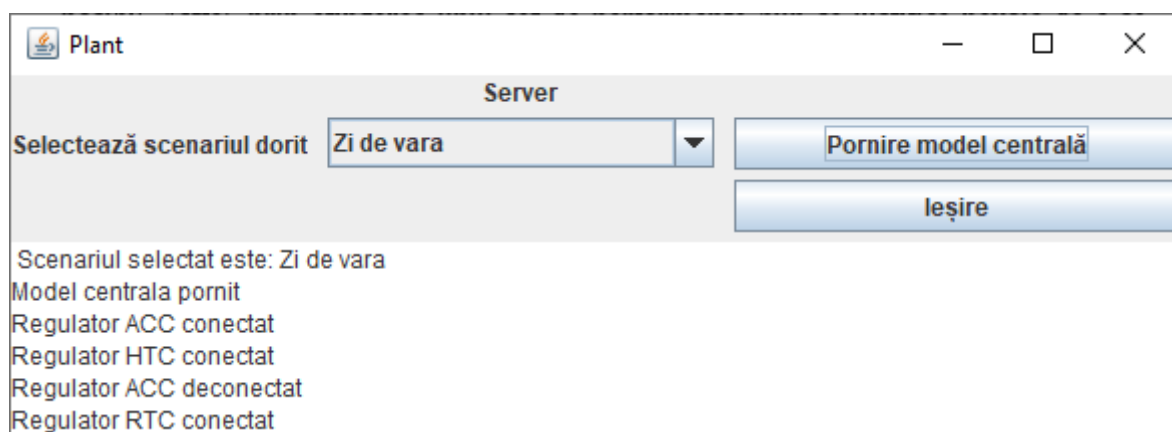 Plant
Server
Selectează scenariul dorit Zi de vara Pornire model centrală
Ieșire
Scenariul selectat este: Zi de vara
Model centrala pornit
Regulator ACC conectat
Regulator HTC conectat
Regulator ACC deconectat
Regulator RTC conectat